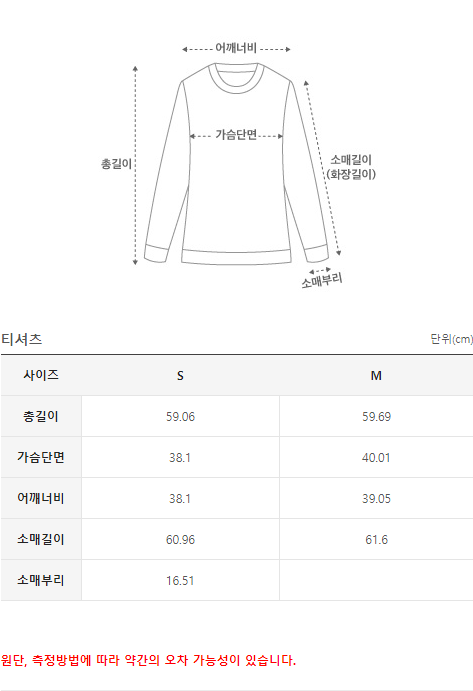 어깨너비
가슴단면
총길이
소매길이
(화장길이)
소매부리
티셔츠 단위(cm)
사이즈 S M
총길이 59.06 59.69
가슴단면 38.1 40.01
어깨너비 38.1 39.05
소매길이 60.96 61.6
소매부리 16.51
원단, 측정방법에 따라 약간의 오차 가능성이 있습니다.